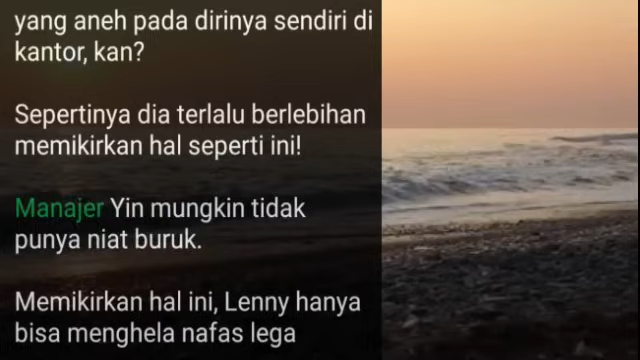 yang aneh pada dirinya sendiri di
kantor, kan?
Sepertinya dia terlalu berlebihan
memikirkan hal seperti ini!
Manajer Yin mungkin tidak
punya niat buruk.
Memikirkan hal ini, Lenny hanya
bisa menghela nafas lega